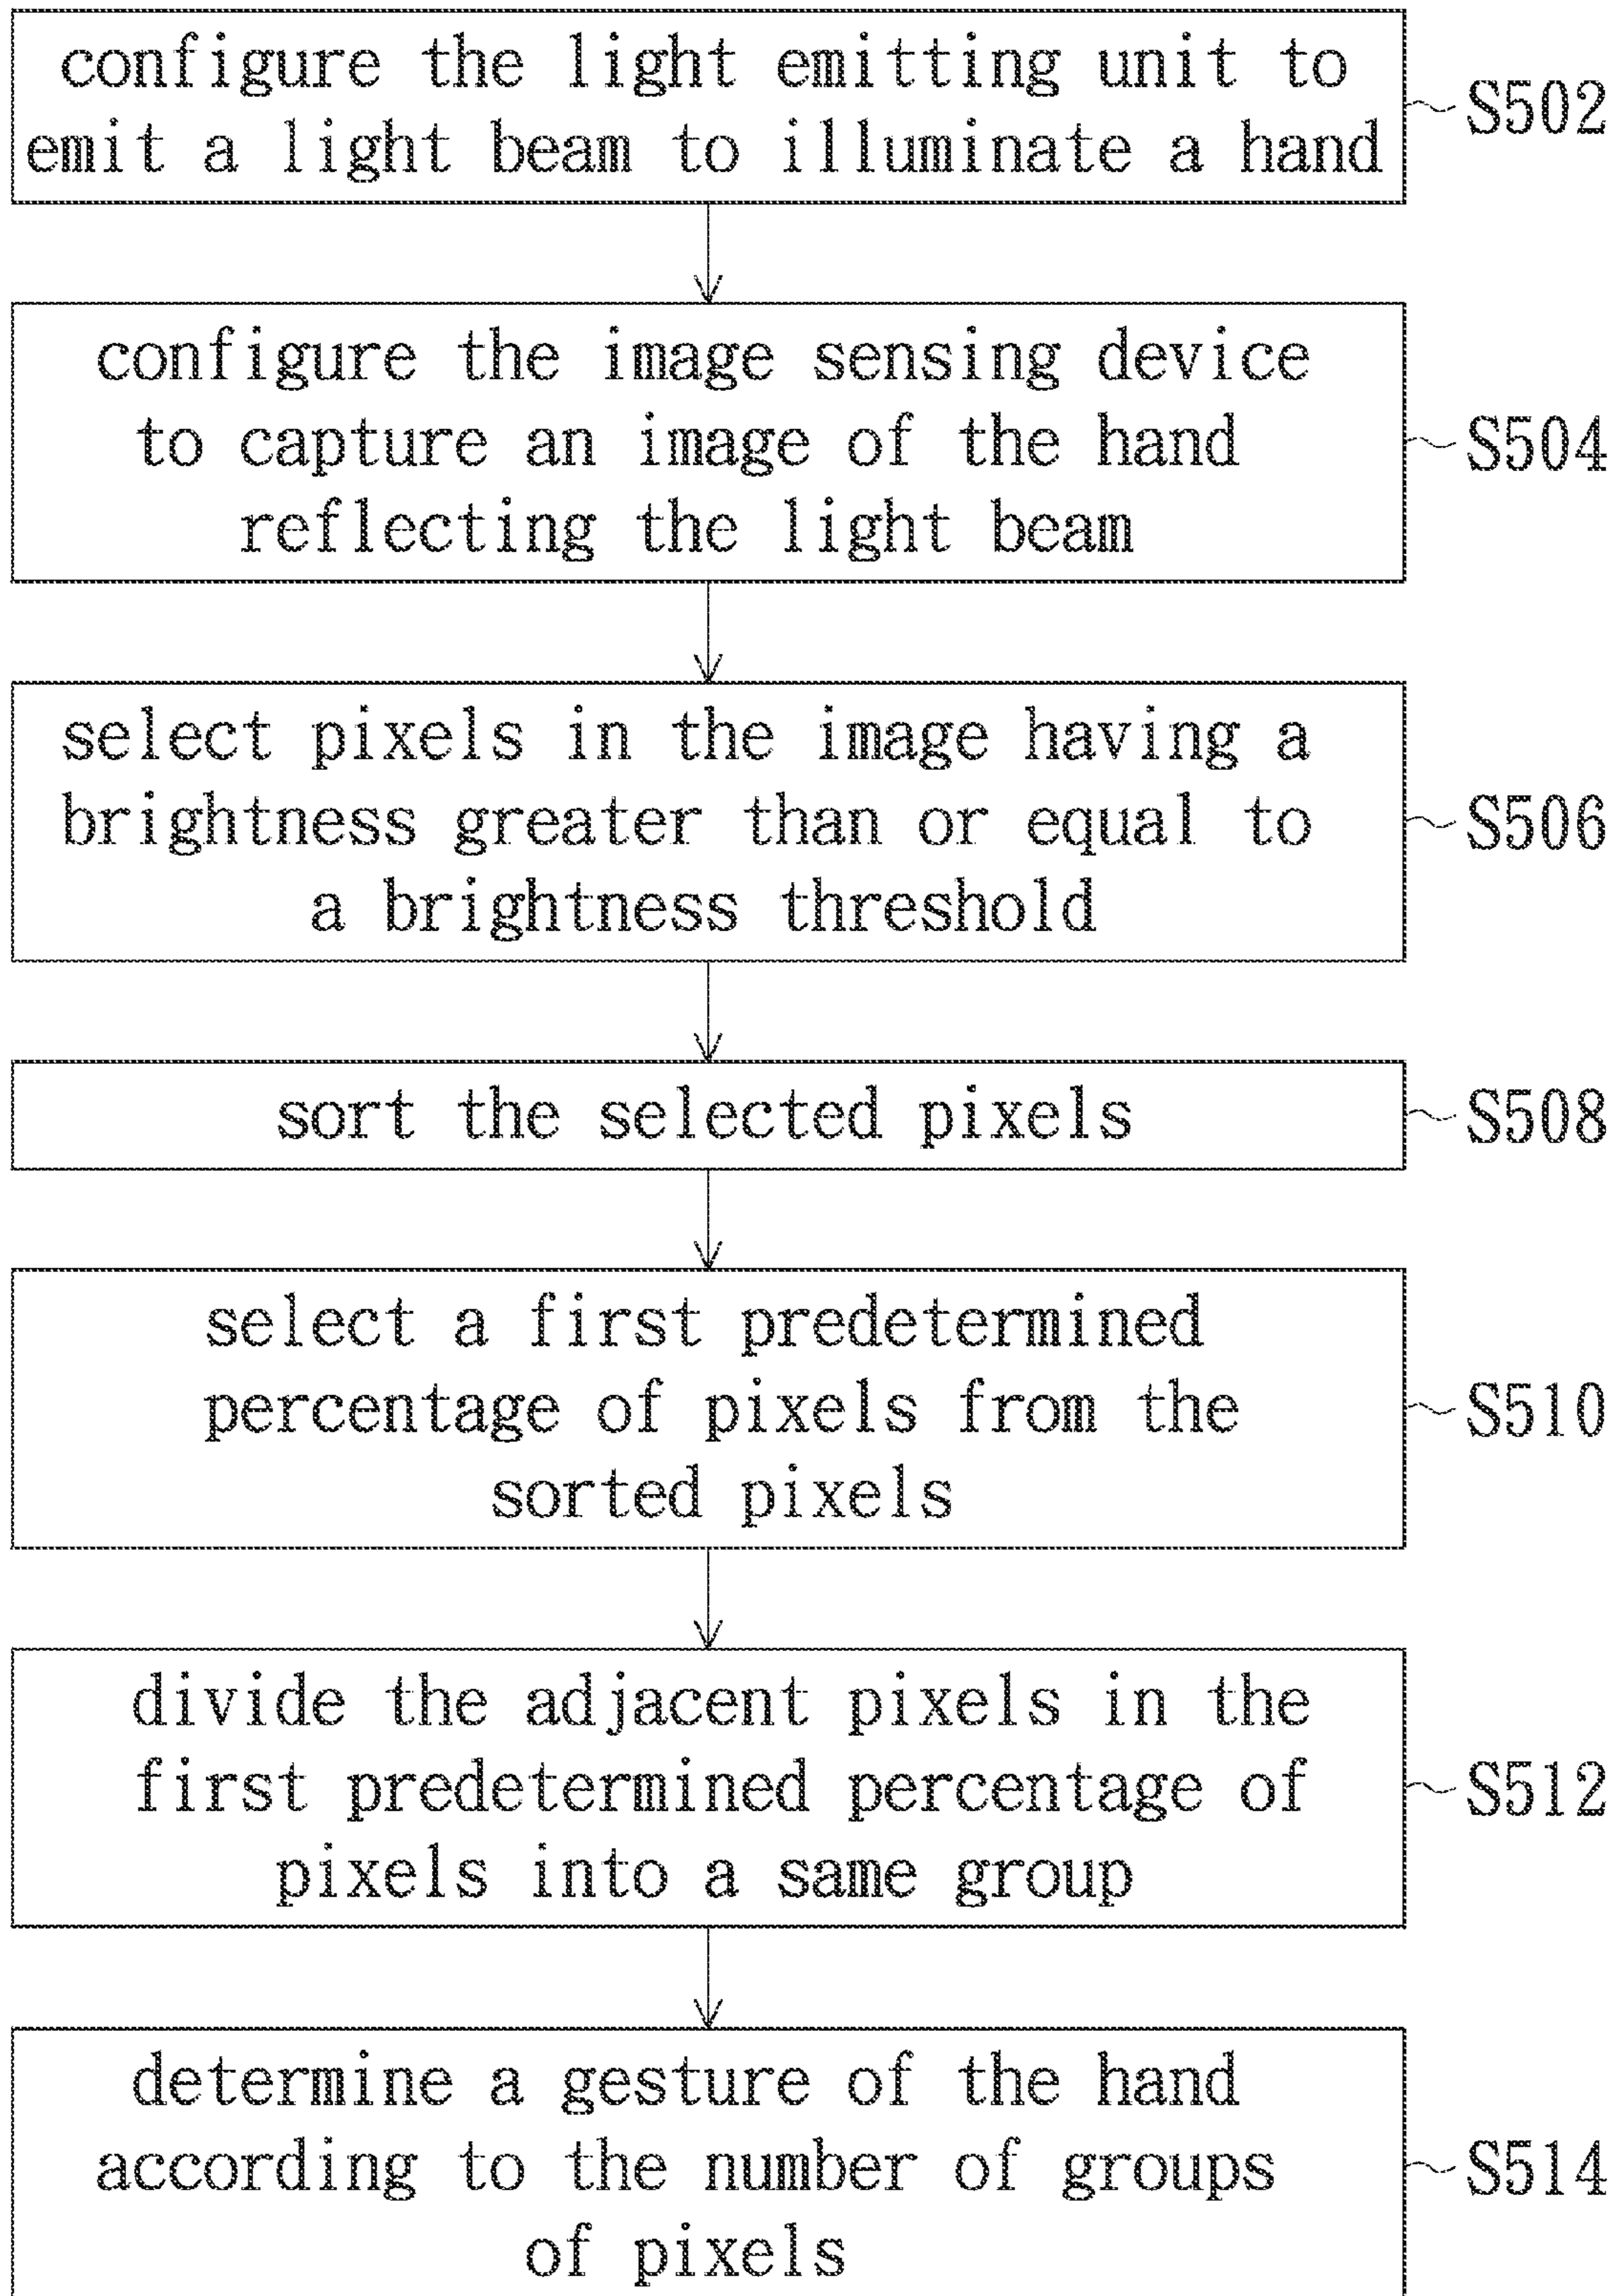 configure the light emitting unit to
emit a light beam to illuminate a hand
S502
configure the image sensing device
to capture an image of the hand
reflecting the light beam
S504
select pixels in the image having a
brightness greater than or equal to
a brightness threshold
S506
sort the selected pixels
S508
select a first predetermined
percentage of pixels from the
sorted pixels
S510
divide the adjacent pixels in the
first predetermined percentage of
pixels into a same group
S512
determine a gesture of the hand
according to the number of groups
of pixels
S514